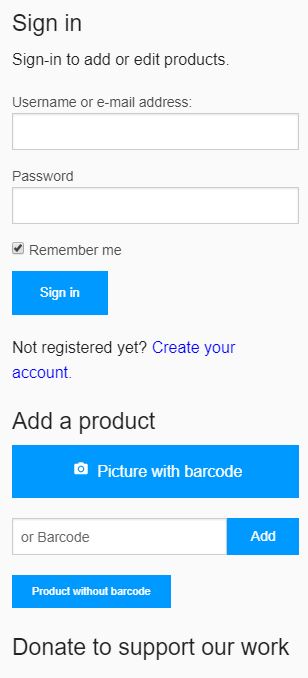 Sign in
Sign-in to add or edit products.
Username or e-mail address:
Password
Remember me
Sign in
Not registered yet? Create your
account.
Add a product
Picture with barcode
or Barcode
Add
Product without barcode
Donate to support our work